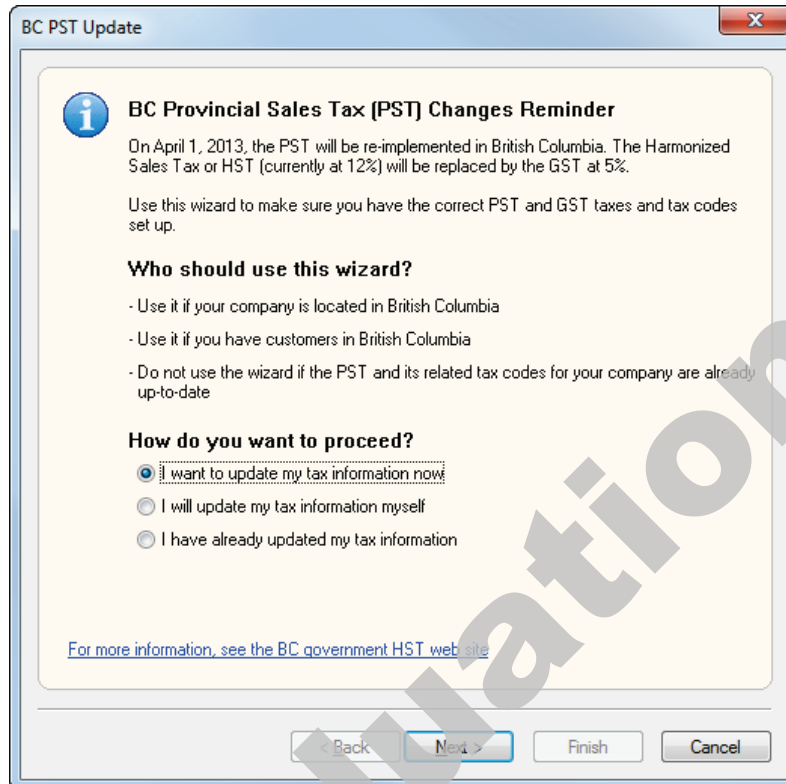 BC PST Update
BC Provincial Sales Tax (PST) Changes Reminder
On April 1, 2013, the PST will be re-implemented in British Columbia. The Harmonized
Sales Tax or HST (currently at 12%) will be replaced by the GST at 5%.
Use this wizard to make sure you have the correct PST and GST taxes and tax codes
set up.
Who should use this wizard?
- Use it if your company is located in British Columbia
- Use it if you have customers in British Columbia
- Do not use the wizard if the PST and its related tax codes for your company are already
up-to-date
How do you want to proceed?
I want to update my tax information now
I will update my tax information myself
I have already updated my tax information
For more information, see the BC government HST web site
< Back
Next >
Finish
Cancel
uation